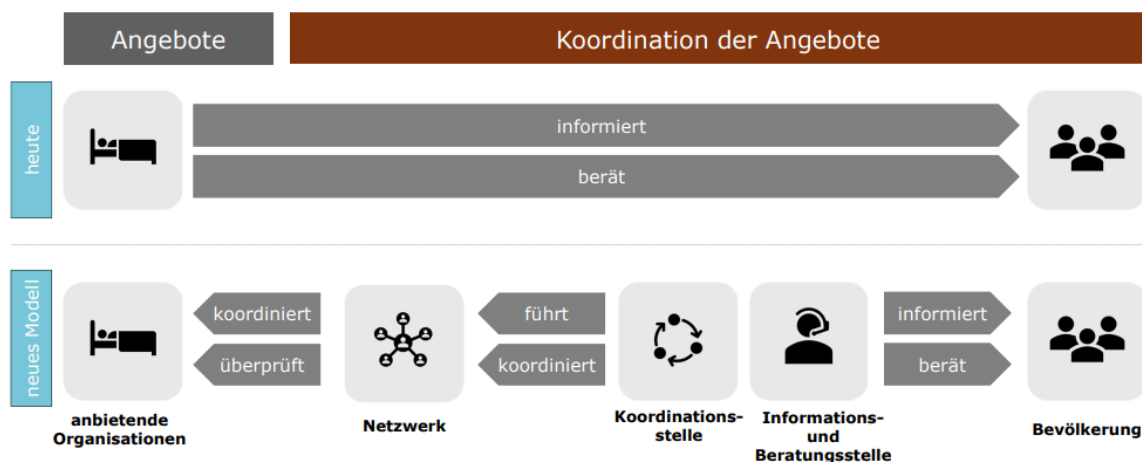 Angebote
Koordination der Angebote
heute
informiert
berät
neues Modell
koordiniert
führt
informiert
überprüft
koordiniert
berät
anbietende
Organisationen
Netzwerk
Koordinations-
stelle
Informations-
und
Beratungsstelle
Bevölkerung